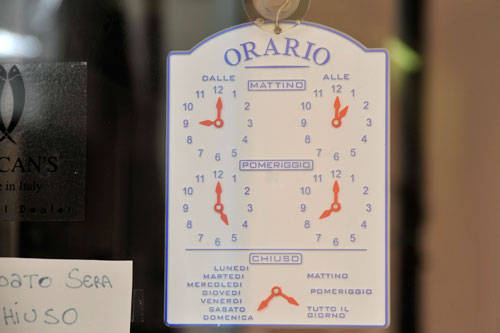 ORARIO
DALLE ALLE
MATTINO
12
11
10 2
9 3
8 4
7 6 5
12
11 1
10 2
9 3
8 4
7 6 5
POMERIGGIO
12
11 1
10 2
9 3
8 4
7 6 5
12
11 1
10 2
9 3
8 4
7 6 5
CHIUSO
LUNEDI
MARTEDI
MERCOLEDI
GIOVEDI
VENERDI
SABATO
DOMENICA
MATTINO
POMERIGGIO
TUTTO IL
GIORNO
CAN'S
in Italy
Dealer
DATO SERA
HIUSO